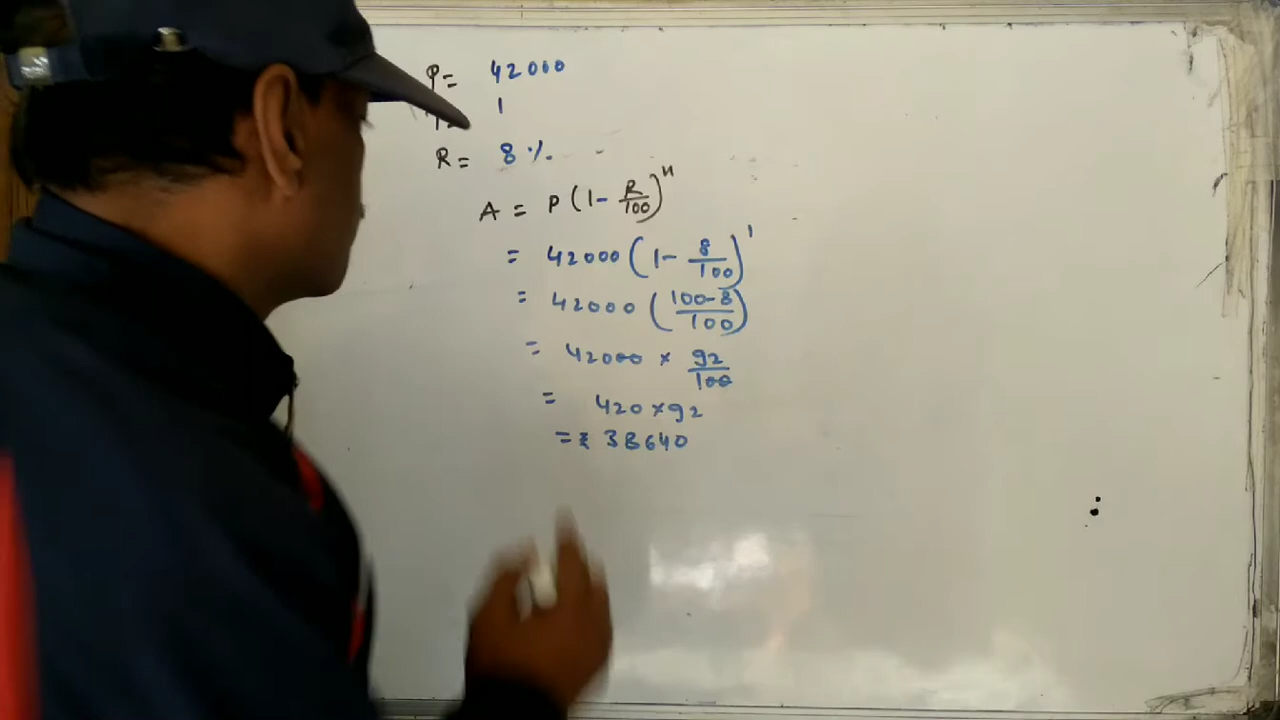 P = 42000
T = 1
R = 8 %.
A = P (1 - R/100)^n
= 42000 (1 - 8/100)^1
= 42000 (100-8/100)
= 42000 × 92/100
= 420 × 92
= ₹ 38640